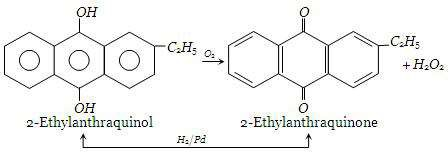 OH
O
C₂H₅
O₂
C₂H₅
+ H₂O₂
OH
O
2-Ethylanthraquinol
2-Ethylanthraquinone
H₂/Pd